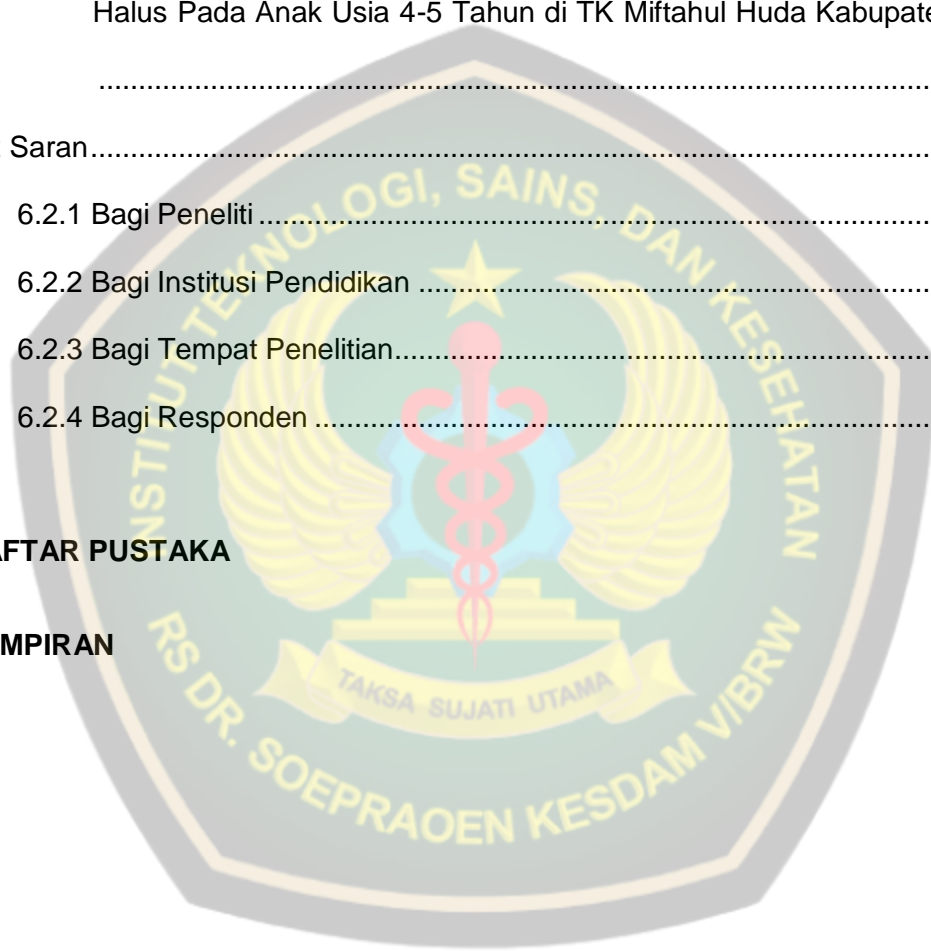 Halus Pada Anak Usia 4-5 Tahun di TK Miftahul Huda Kabupate
..........................................................................................................
Saran..........................................................................................................
6.2.1 Bagi Peneliti ....................................................................................
6.2.2 Bagi Institusi Pendidikan ................................................................
6.2.3 Bagi Tempat Penelitian...................................................................
6.2.4 Bagi Responden .............................................................................
AFTAR PUSTAKA
MPIRAN
INSTITUT TEKNOLOGI, SAINS, DAN KESEHATAN
TAKSA SUJATI UTAMA
RS DR. SOEPRAOEN KESDAM V/BRW